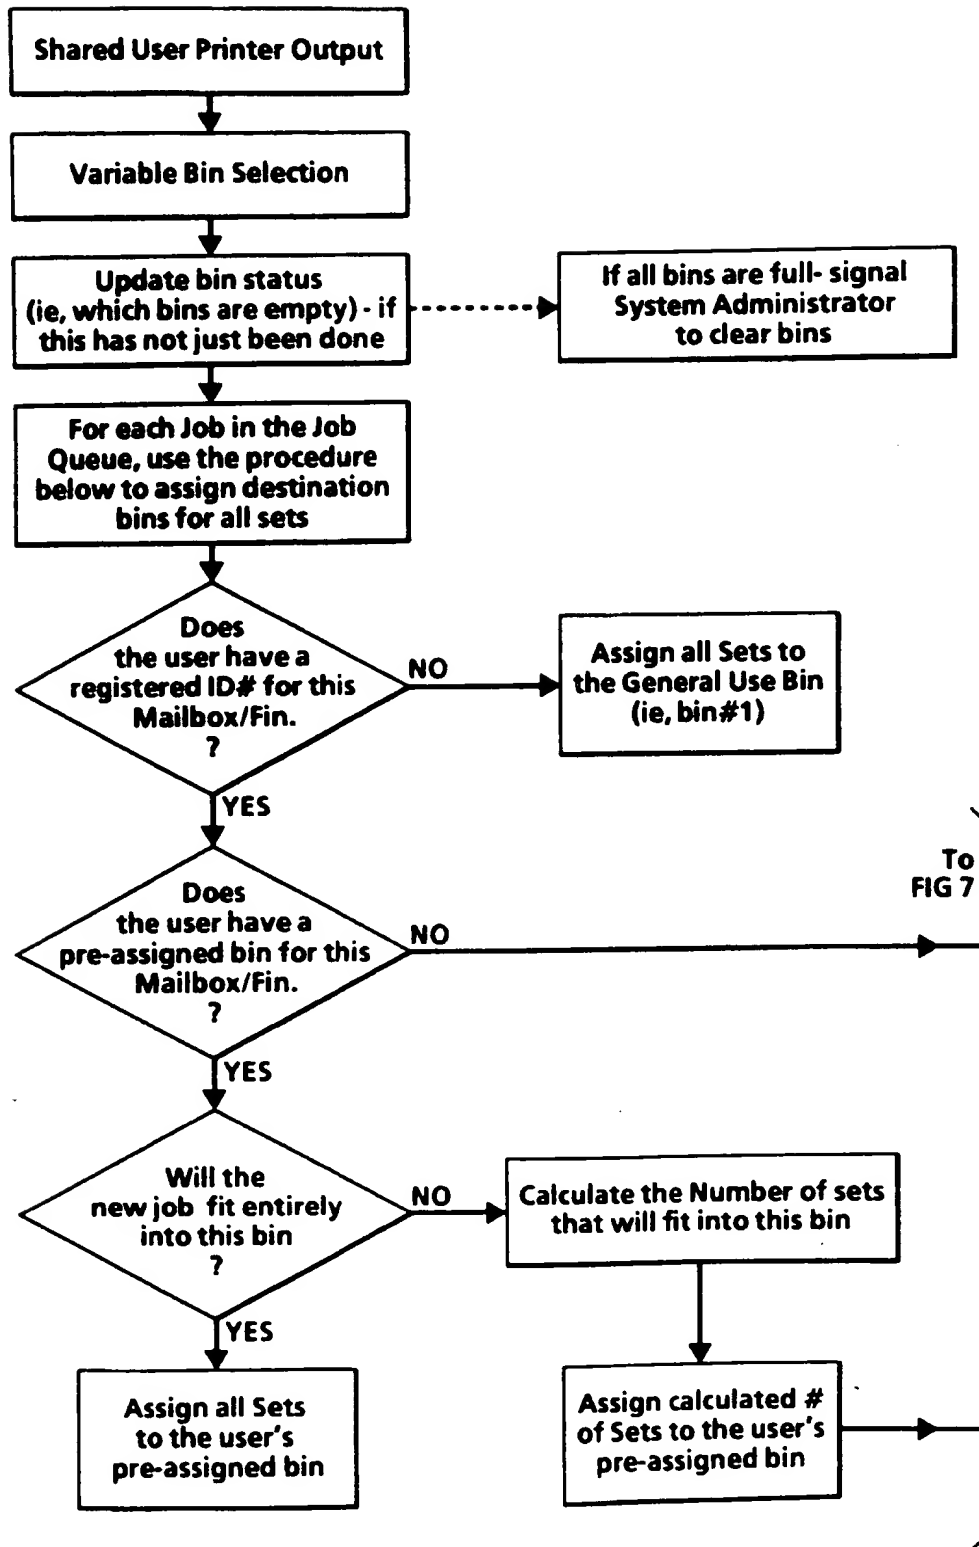 Shared User Printer Output
Variable Bin Selection
Update bin status
(ie, which bins are empty) - if
this has not just been done
If all bins are full- signal
System Administrator
to clear bins
For each Job in the Job
Queue, use the procedure
below to assign destination
bins for all sets
Does
the user have a
registered ID# for this
Mailbox/Fin.
?
NO
Assign all Sets to
the General Use Bin
(ie, bin#1)
YES
To
FIG 7
Does
the user have a
pre-assigned bin for this
Mailbox/Fin.
?
NO
YES
Will the
new job fit entirely
into this bin
?
NO
Calculate the Number of sets
that will fit into this bin
YES
Assign all Sets
to the user's
pre-assigned bin
Assign calculated #
of Sets to the user's
pre-assigned bin